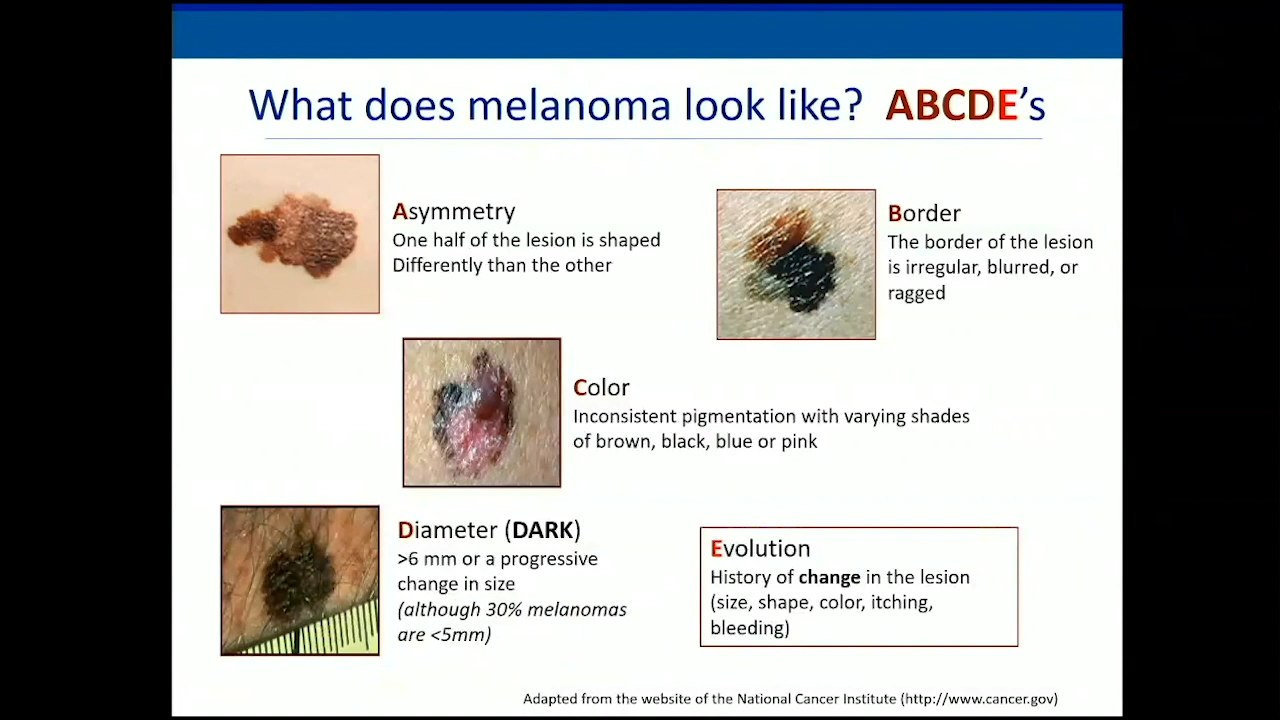 What does melanoma look like? ABCDE's
Asymmetry
One half of the lesion is shaped
Differently than the other
Border
The border of the lesion
is irregular, blurred, or
ragged
Color
Inconsistent pigmentation with varying shades
of brown, black, blue or pink
Diameter (DARK)
>6 mm or a progressive
change in size
(although 30% melanomas
are <5mm)
Evolution
History of change in the lesion
(size, shape, color, itching,
bleeding)
Adapted from the website of the National Cancer Institute (http://www.cancer.gov)